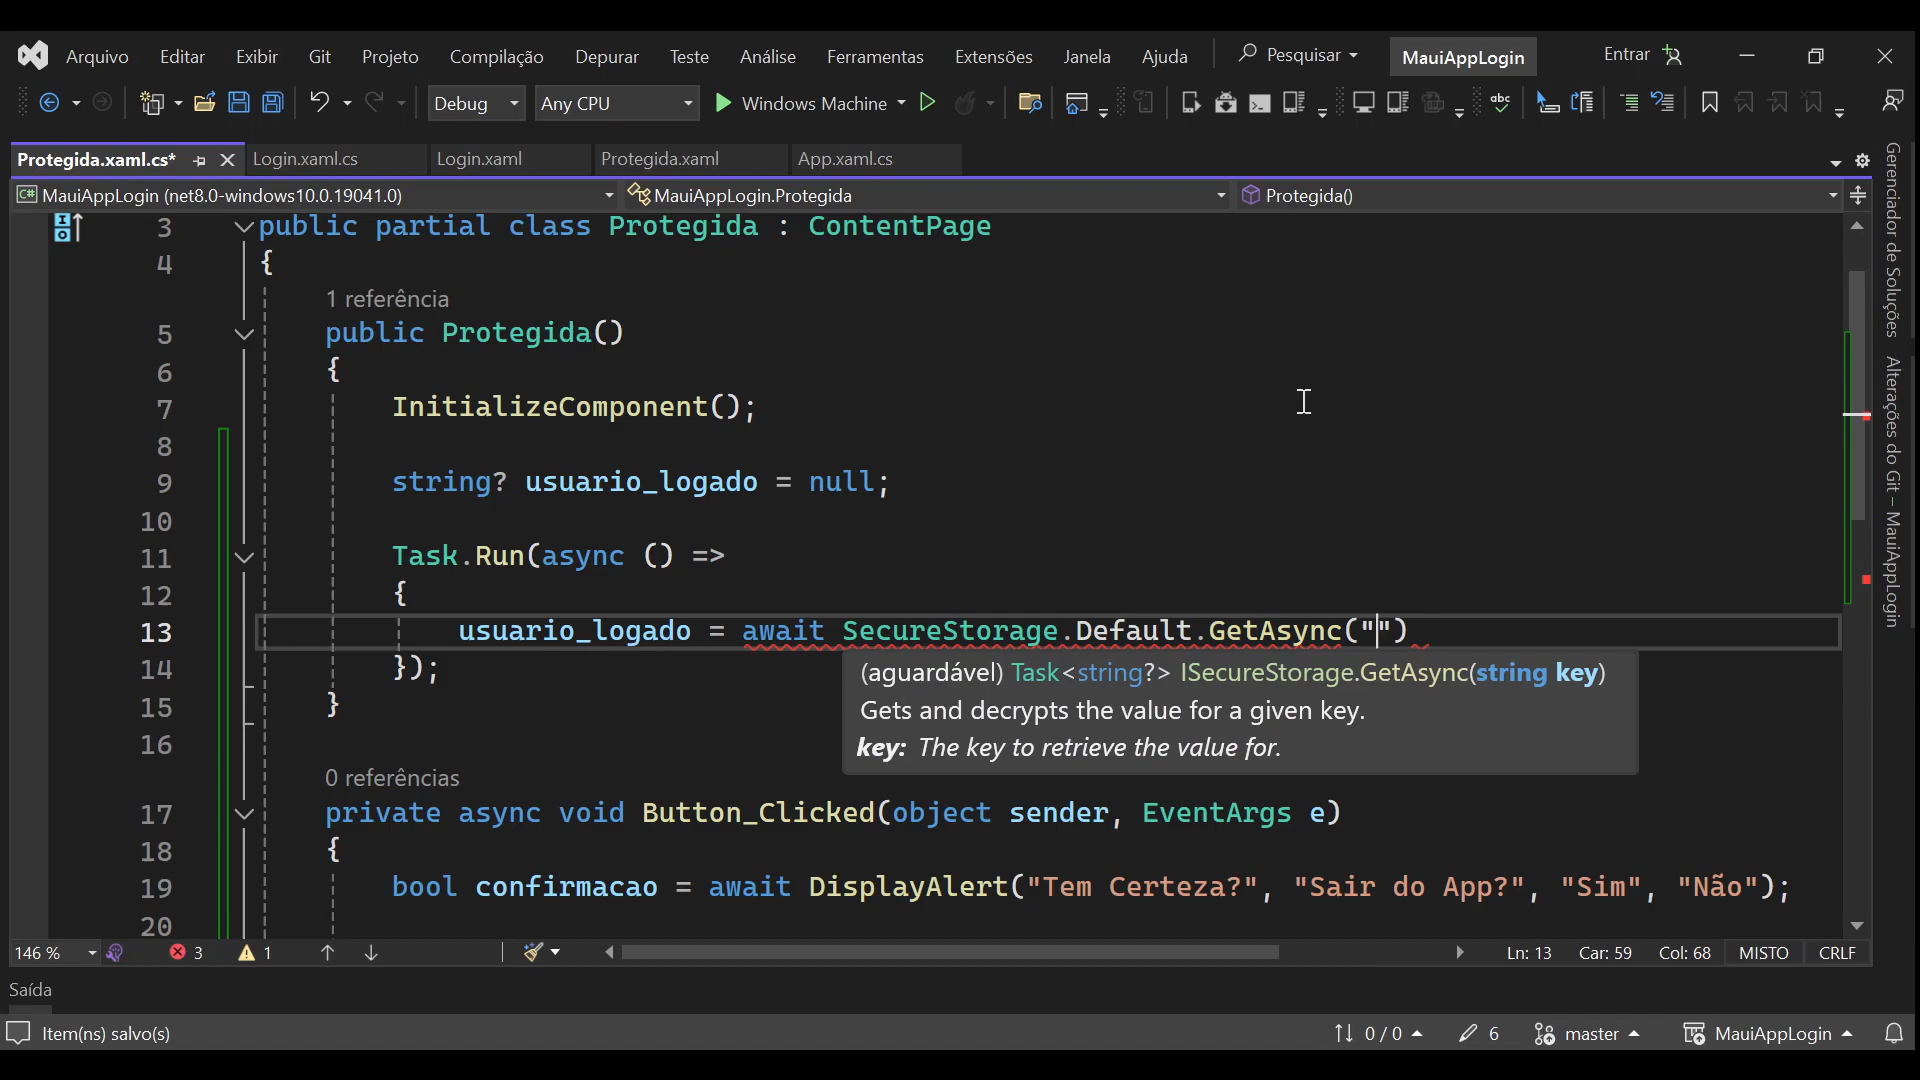 Arquivo Editar Exibir Git Projeto Compilação Depurar Teste Análise Ferramentas Extensões Janela Ajuda Pesquisar MauiAppLogin Entrar
Debug Any CPU Windows Machine abc
Protegida.xaml.cs* Login.xaml.cs Login.xaml Protegida.xaml App.xaml.cs
C# MauiAppLogin (net8.0-windows10.0.19041.0) MauiAppLogin.Protegida Protegida()
3 public partial class Protegida : ContentPage
4 {
1 referência
5 public Protegida()
6 {
7 InitializeComponent();
8
9 string? usuario_logado = null;
10
11 Task.Run(async () =>
12 {
13 usuario_logado = await SecureStorage.Default.GetAsync("")
14 });
(aguardável) Task<string?> ISecureStorage.GetAsync(string key)
15 }
Gets and decrypts the value for a given key.
16
key: The key to retrieve the value for.
0 referências
17 private async void Button_Clicked(object sender, EventArgs e)
18 {
19 bool confirmacao = await DisplayAlert("Tem Certeza?", "Sair do App?", "Sim", "Não");
20
146 % 3 1 Ln: 13 Car: 59 Col: 68 MISTO CRLF
Saída
Item(ns) salvo(s) 0 / 0 6 master MauiAppLogin
Gerenciador de Soluções
Alterações do Git – MauiAppLogin